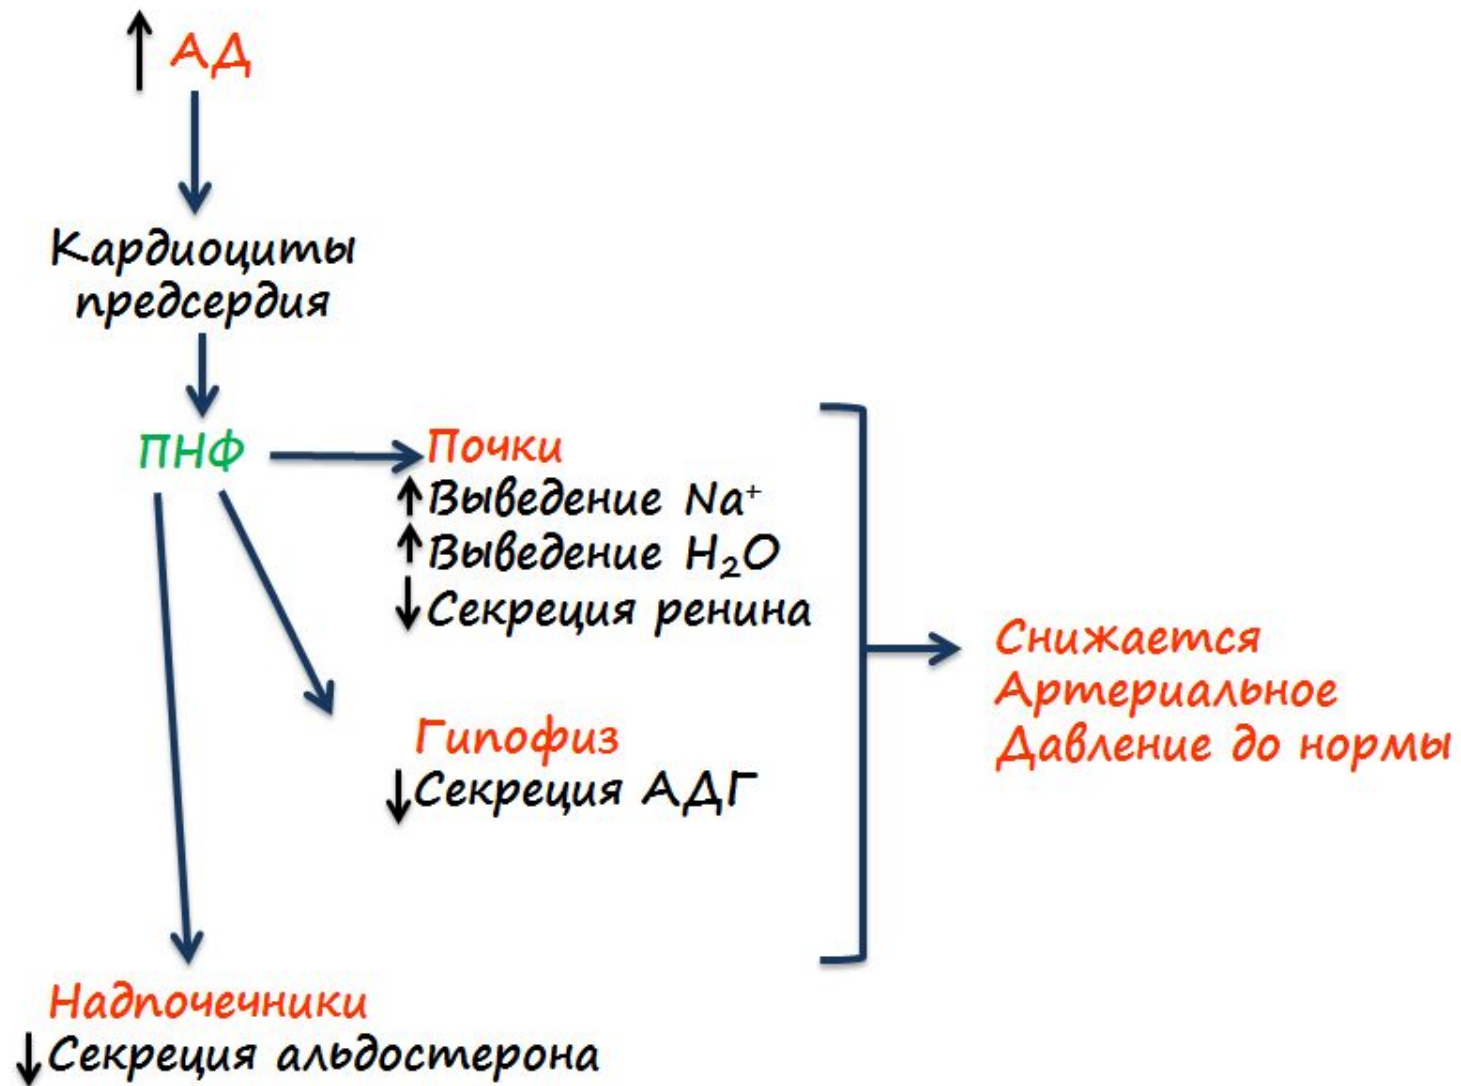 АД
Кардиоциты
предсердия
ПНФ
Почки
Выведение Na⁺
Выведение H₂O
Секреция ренина
Гипофиз
Секреция АДГ
Снижается
Артериальное
Давление до нормы
Надпочечники
Секреция альдостерона